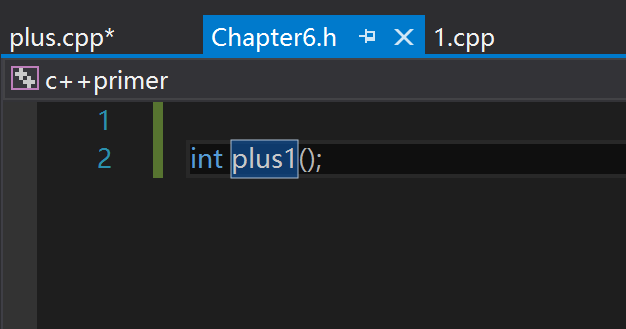 plus.cpp* Chapter6.h 1.cpp
c++primer
1
2 int plus1();